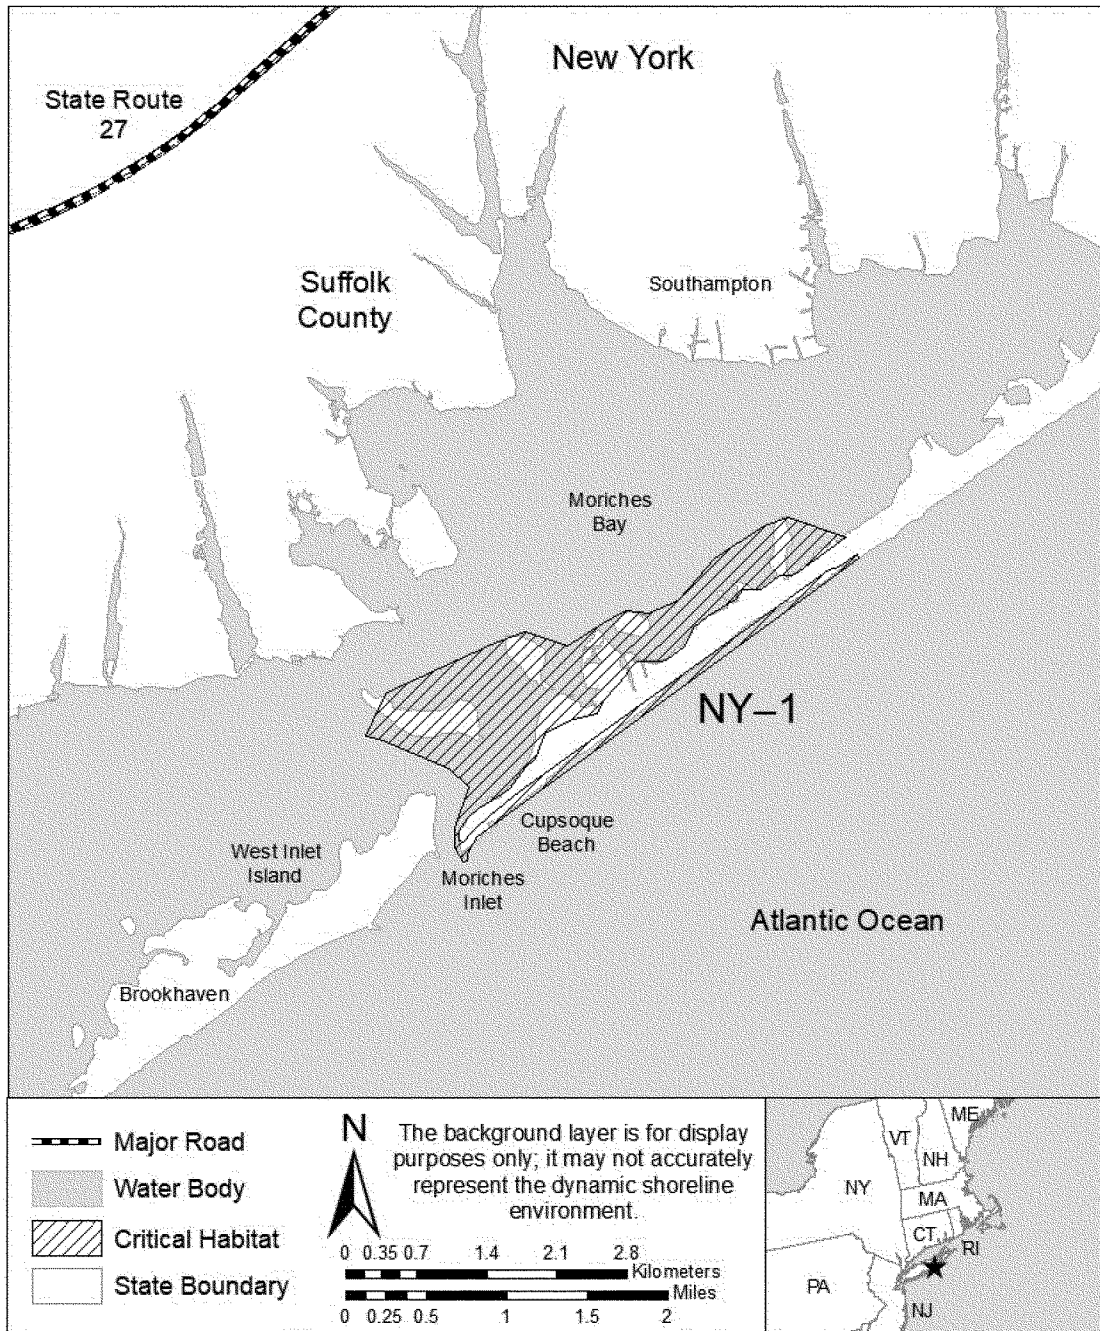 New York
State Route
27
Suffolk
County
Southampton
Moriches
Bay
NY–1
Cupsoque
Beach
West Inlet
Island
Moriches
Inlet
Atlantic Ocean
Brookhaven
Major Road
Water Body
Critical Habitat
State Boundary
N
The background layer is for display
purposes only; it may not accurately
represent the dynamic shoreline
environment.
0 0.35 0.7 1.4 2.1 2.8
Kilometers
Miles
0 0.25 0.5 1 1.5 2
ME
VT
NH
NY
MA
CT
RI
PA
NJ